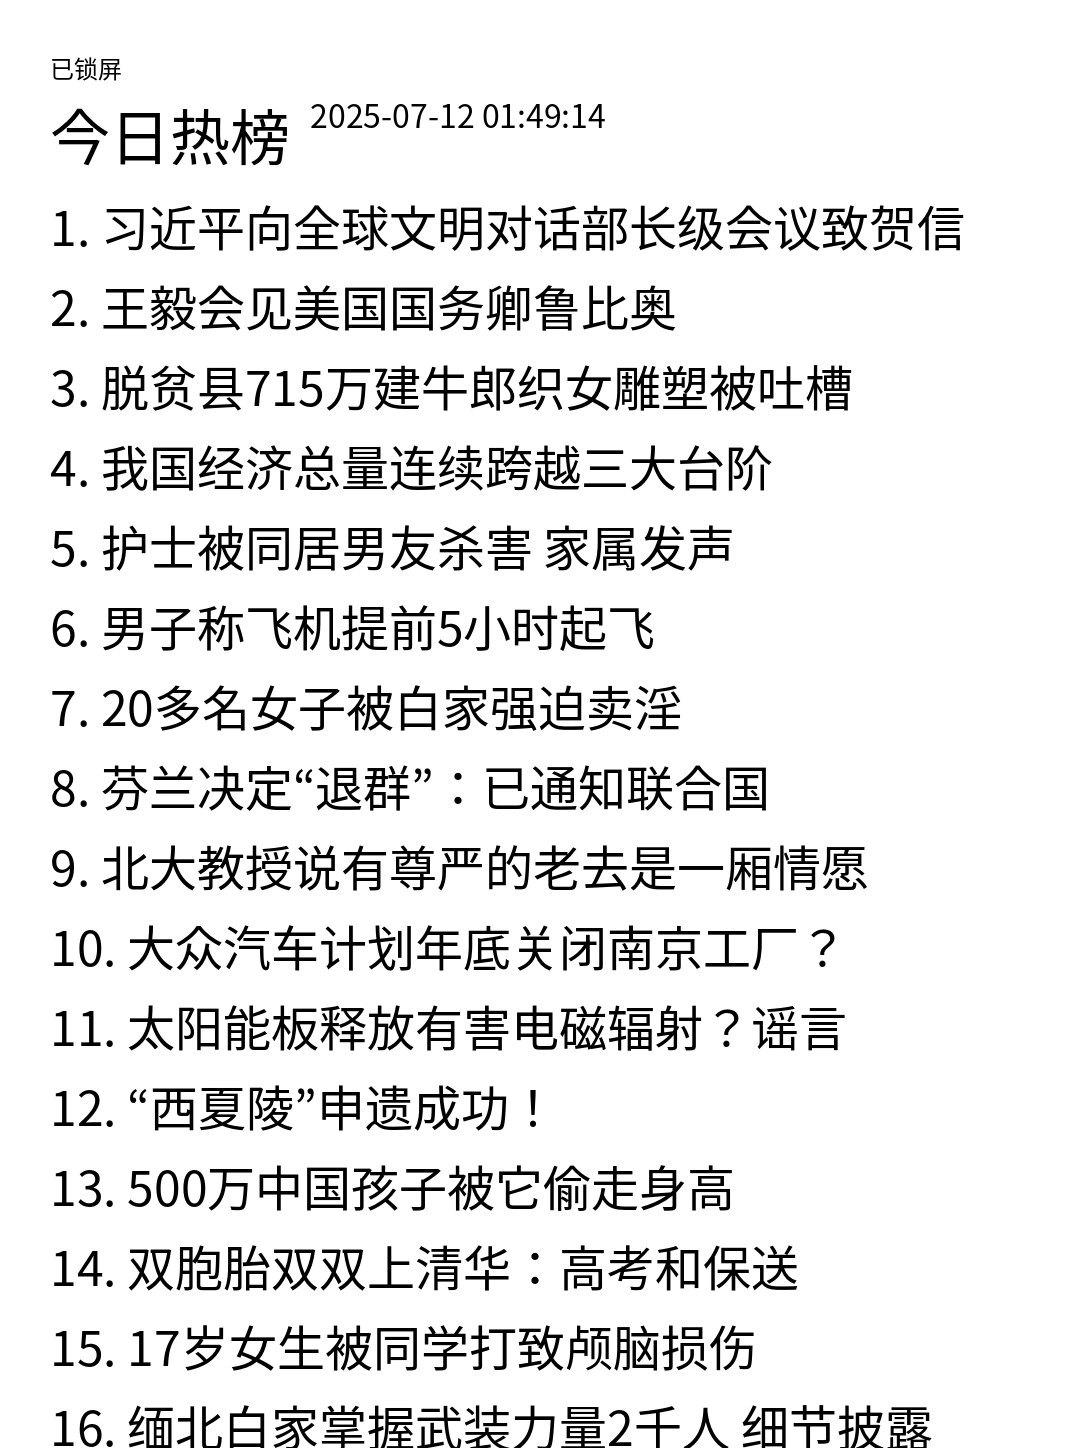 已锁屏
今日热榜 2025-07-12 01:49:14
1. 习近平向全球文明对话部长级会议致贺信
2. 王毅会见美国国务卿鲁比奥
3. 脱贫县715万建牛郎织女雕塑被吐槽
4. 我国经济总量连续跨越三大台阶
5. 护士被同居男友杀害 家属发声
6. 男子称飞机提前5小时起飞
7. 20多名女子被白家强迫卖淫
8. 芬兰决定“退群”：已通知联合国
9. 北大教授说有尊严的老去是一厢情愿
10. 大众汽车计划年底关闭南京工厂？
11. 太阳能板释放有害电磁辐射？谣言
12. “西夏陵”申遗成功！
13. 500万中国孩子被它偷走身高
14. 双胞胎双双上清华：高考和保送
15. 17岁女生被同学打致颅脑损伤
16. 缅北白家掌握武装力量2千人 细节披露